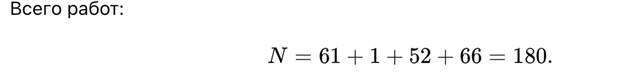 Всего работ:
N = 61 + 1 + 52 + 66 = 180.